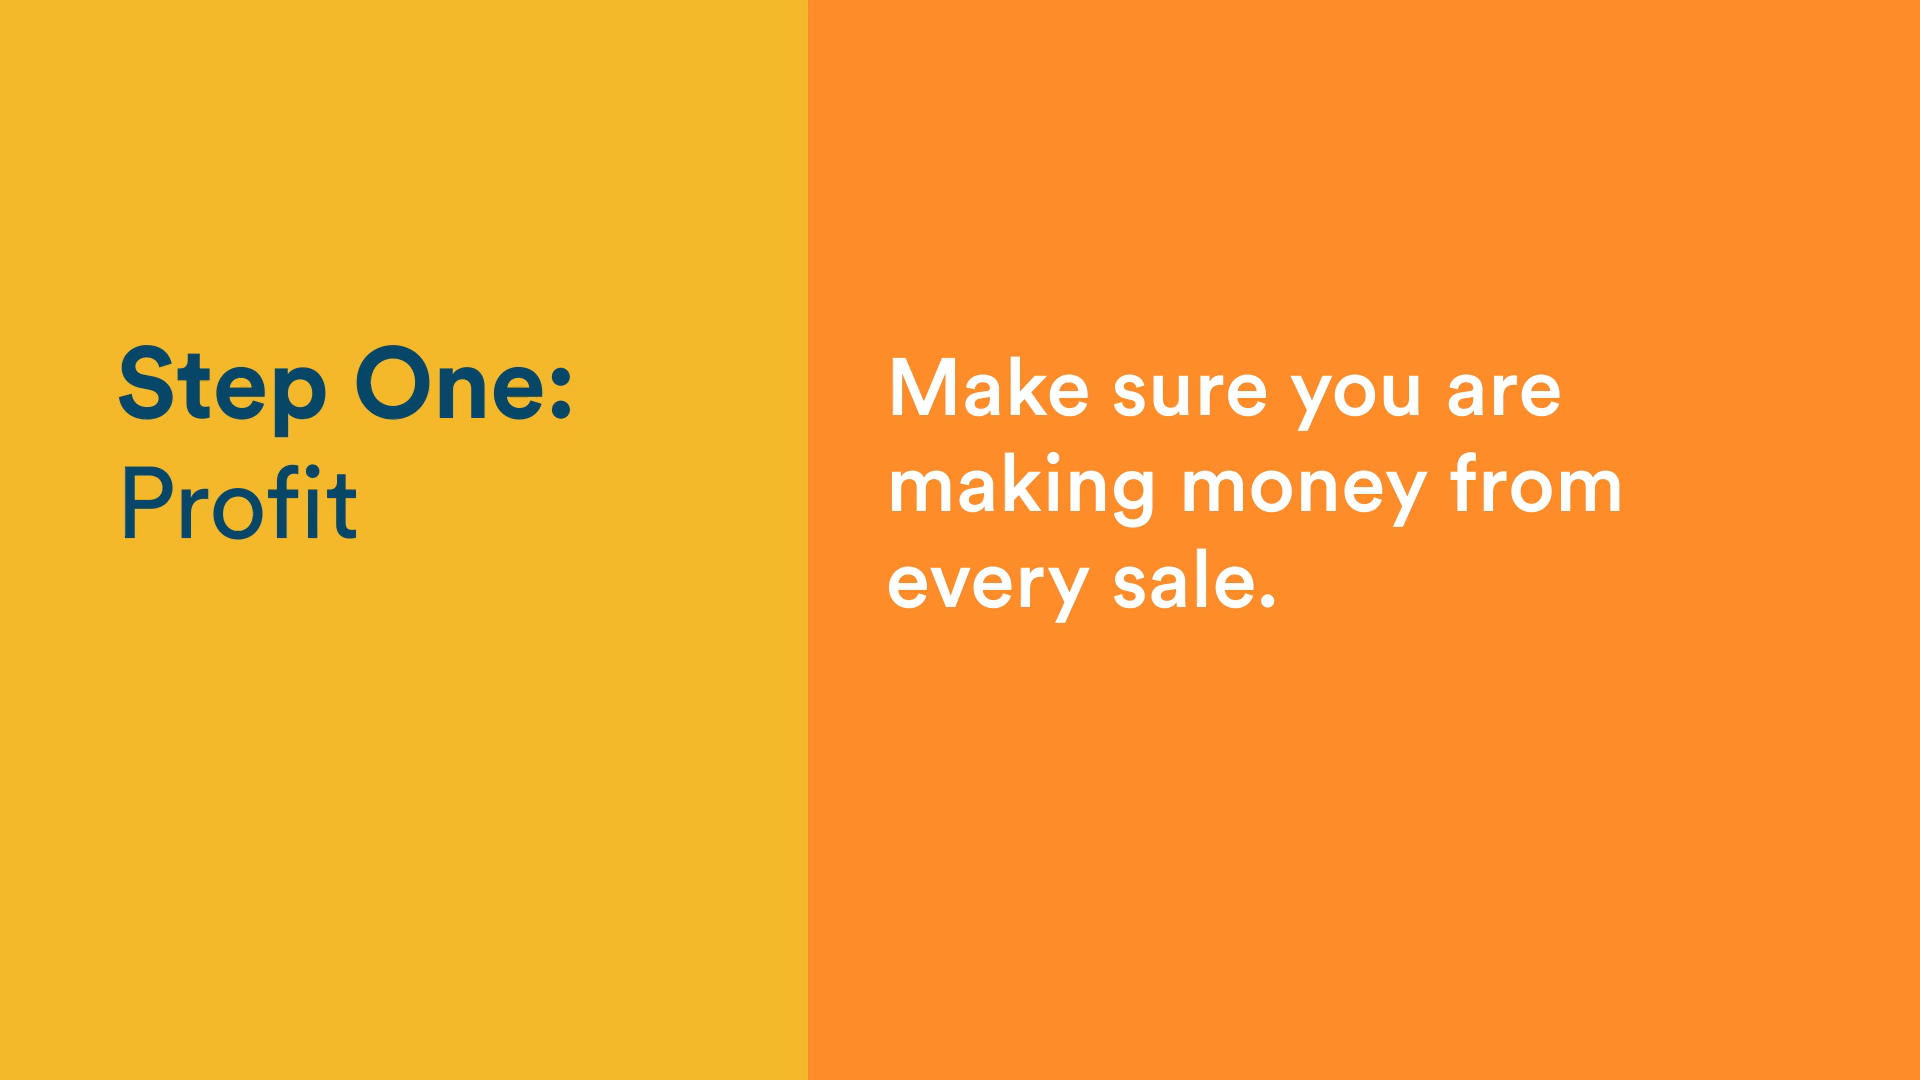 Step One:
Profit
Make sure you are
making money from
every sale.